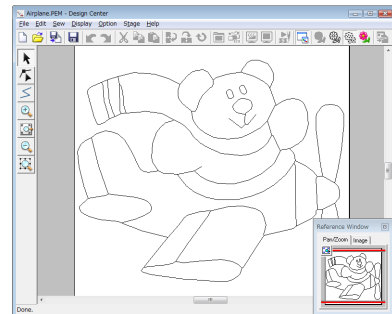 Airplane.PEM - Design Center
File Edit Sew Display Option Stage Help
Reference Window
Pan/Zoom Image
Done.